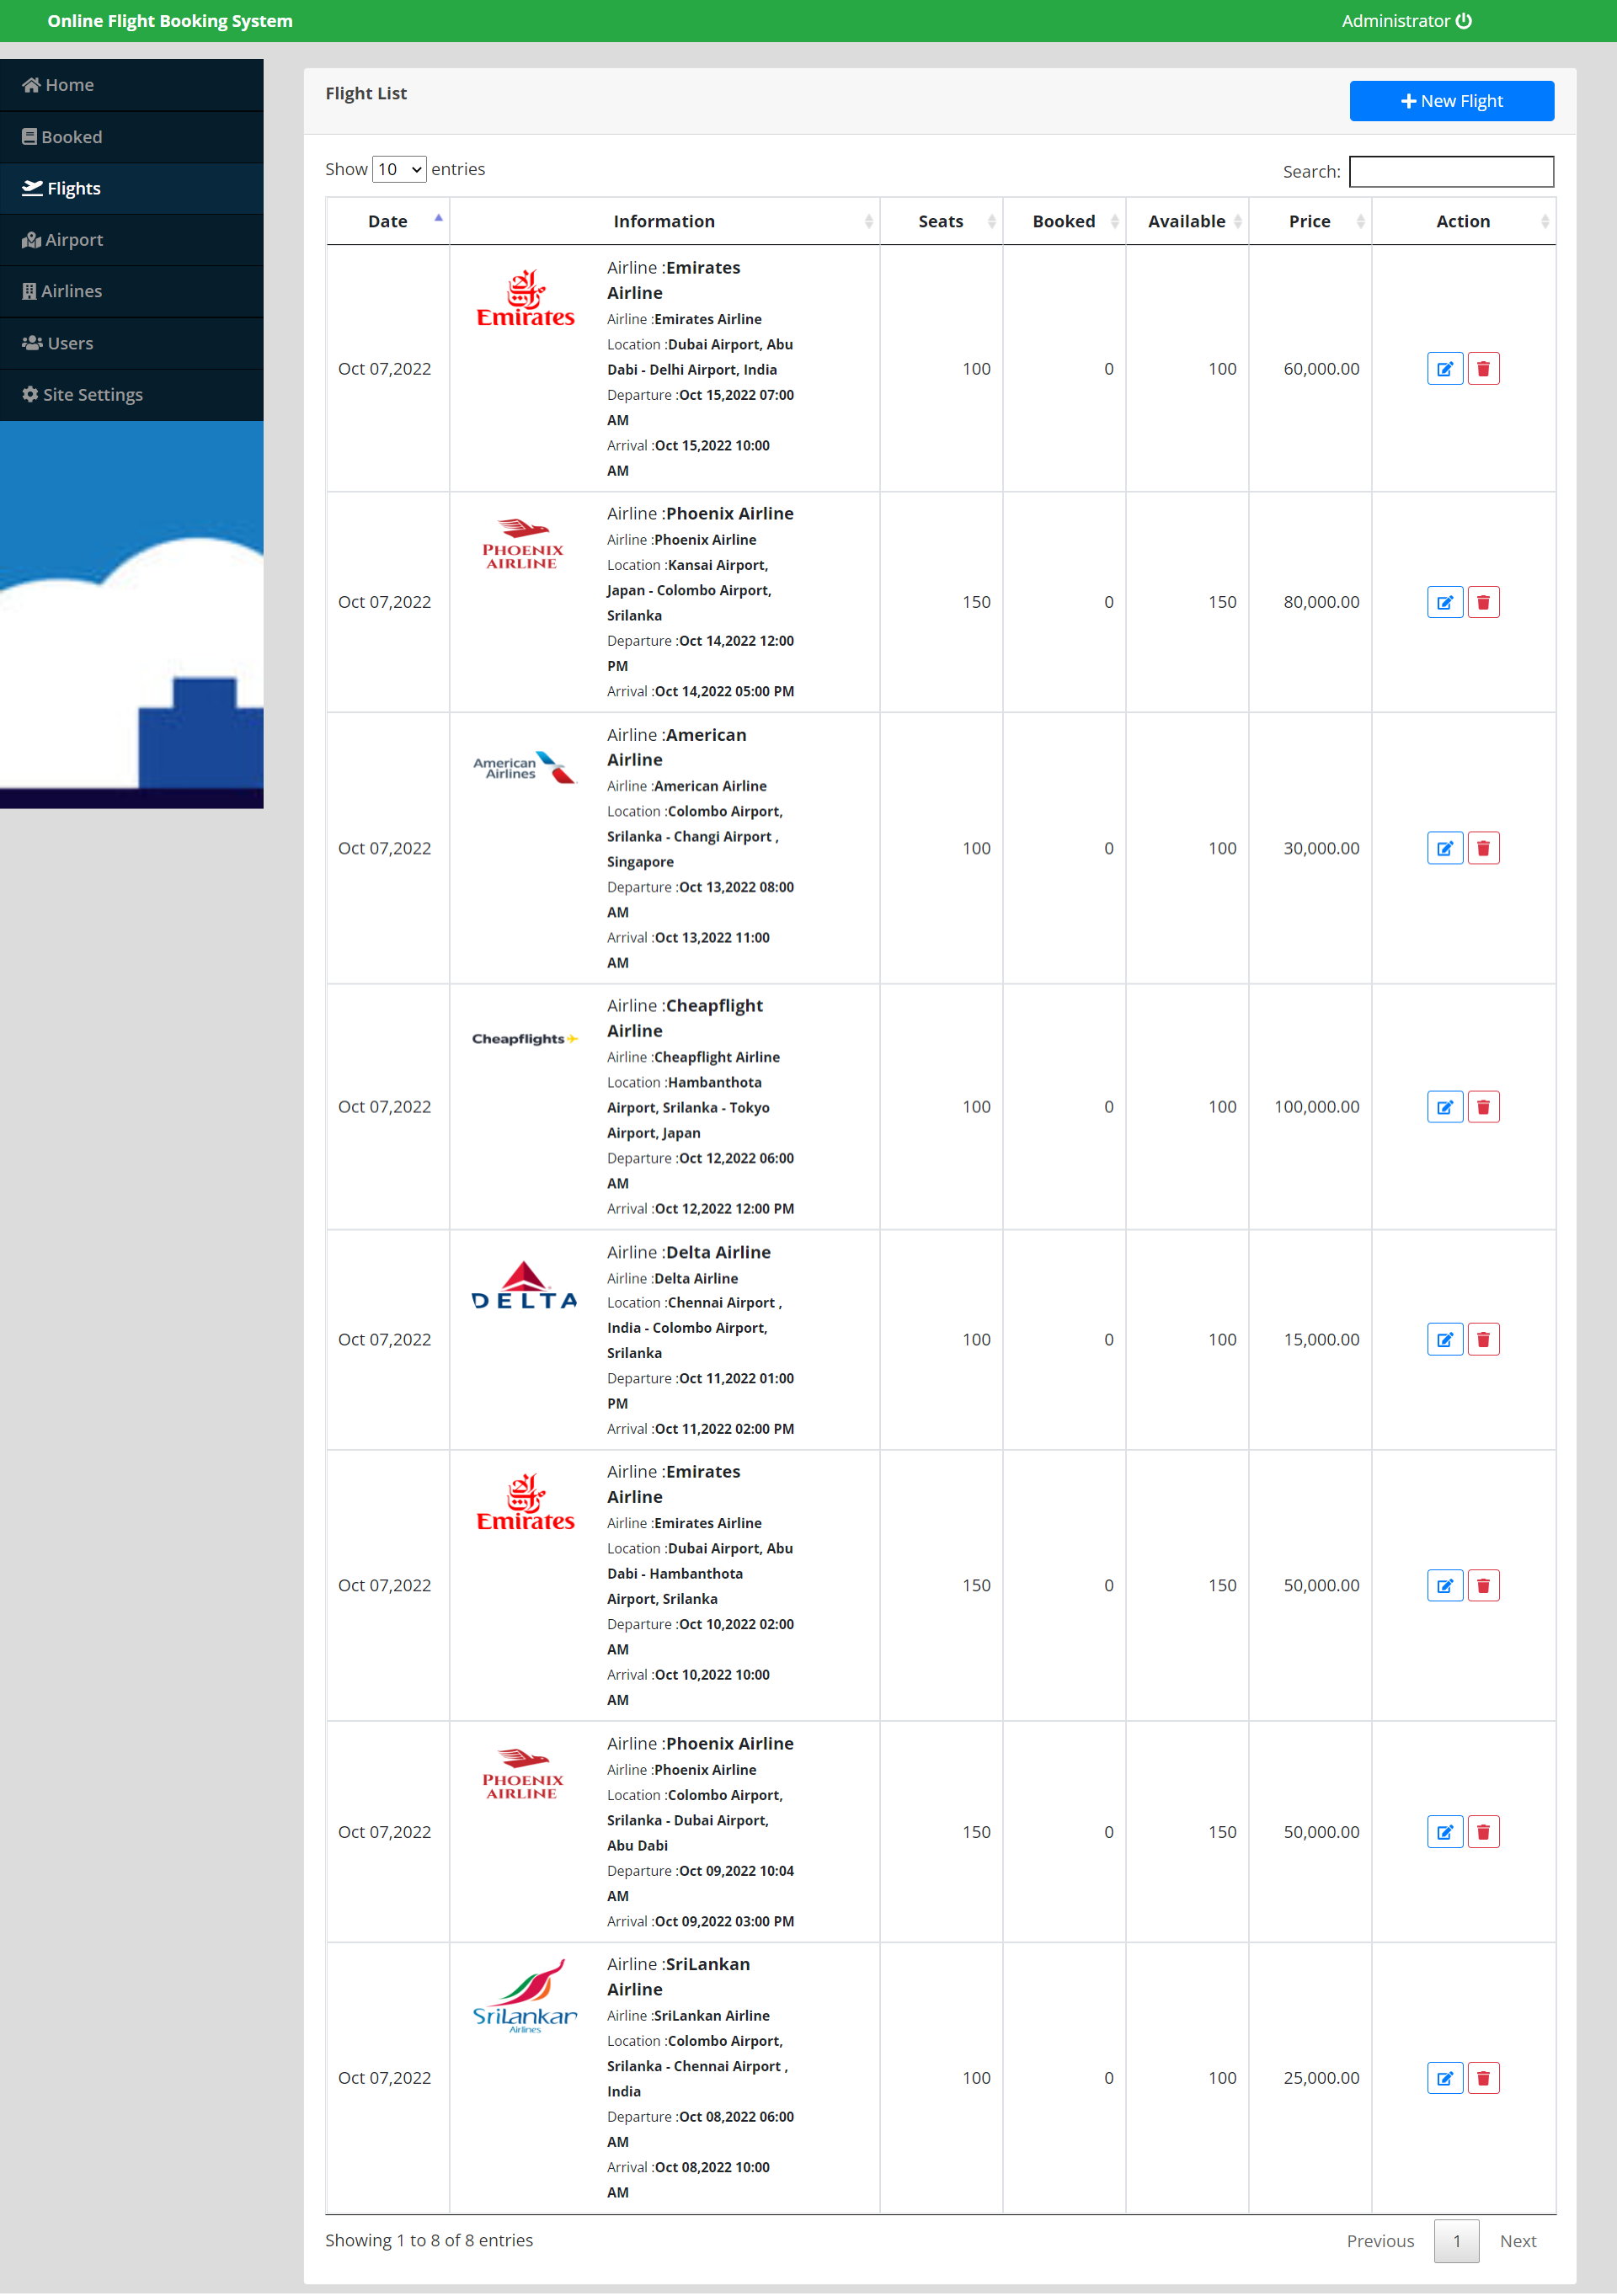 Online Flight Booking System
Administrator
Home
Booked
Flights
Airport
Airlines
Users
Site Settings
Flight List
New Flight
Show 10 entries
Search:
Date Information Seats Booked Available Price Action
Oct 07,2022
Emirates
Airline :Emirates
Airline
Airline :Emirates Airline
Location :Dubai Airport, Abu
Dabi - Delhi Airport, India
Departure :Oct 15,2022 07:00
AM
Arrival :Oct 15,2022 10:00
AM
100 0 100 60,000.00
Oct 07,2022
PHOENIX
AIRLINE
Airline :Phoenix Airline
Airline :Phoenix Airline
Location :Kansai Airport,
Japan - Colombo Airport,
Srilanka
Departure :Oct 14,2022 12:00
PM
Arrival :Oct 14,2022 05:00 PM
150 0 150 80,000.00
Oct 07,2022
American
Airlines
Airline :American
Airline
Airline :American Airline
Location :Colombo Airport,
Srilanka - Changi Airport ,
Singapore
Departure :Oct 13,2022 08:00
AM
Arrival :Oct 13,2022 11:00
AM
100 0 100 30,000.00
Oct 07,2022
Cheapflights
Airline :Cheapflight
Airline
Airline :Cheapflight Airline
Location :Hambanthota
Airport, Srilanka - Tokyo
Airport, Japan
Departure :Oct 12,2022 06:00
AM
Arrival :Oct 12,2022 12:00 PM
100 0 100 100,000.00
Oct 07,2022
DELTA
Airline :Delta Airline
Airline :Delta Airline
Location :Chennai Airport ,
India - Colombo Airport,
Srilanka
Departure :Oct 11,2022 01:00
PM
Arrival :Oct 11,2022 02:00 PM
100 0 100 15,000.00
Oct 07,2022
Emirates
Airline :Emirates
Airline
Airline :Emirates Airline
Location :Dubai Airport, Abu
Dabi - Hambanthota
Airport, Srilanka
Departure :Oct 10,2022 02:00
AM
Arrival :Oct 10,2022 10:00
AM
150 0 150 50,000.00
Oct 07,2022
PHOENIX
AIRLINE
Airline :Phoenix Airline
Airline :Phoenix Airline
Location :Colombo Airport,
Srilanka - Dubai Airport,
Abu Dabi
Departure :Oct 09,2022 10:04
AM
Arrival :Oct 09,2022 03:00 PM
150 0 150 50,000.00
Oct 07,2022
SriLankan
Airlines
Airline :SriLankan
Airline
Airline :SriLankan Airline
Location :Colombo Airport,
Srilanka - Chennai Airport ,
India
Departure :Oct 08,2022 06:00
AM
Arrival :Oct 08,2022 10:00
AM
100 0 100 25,000.00
Showing 1 to 8 of 8 entries
Previous 1 Next